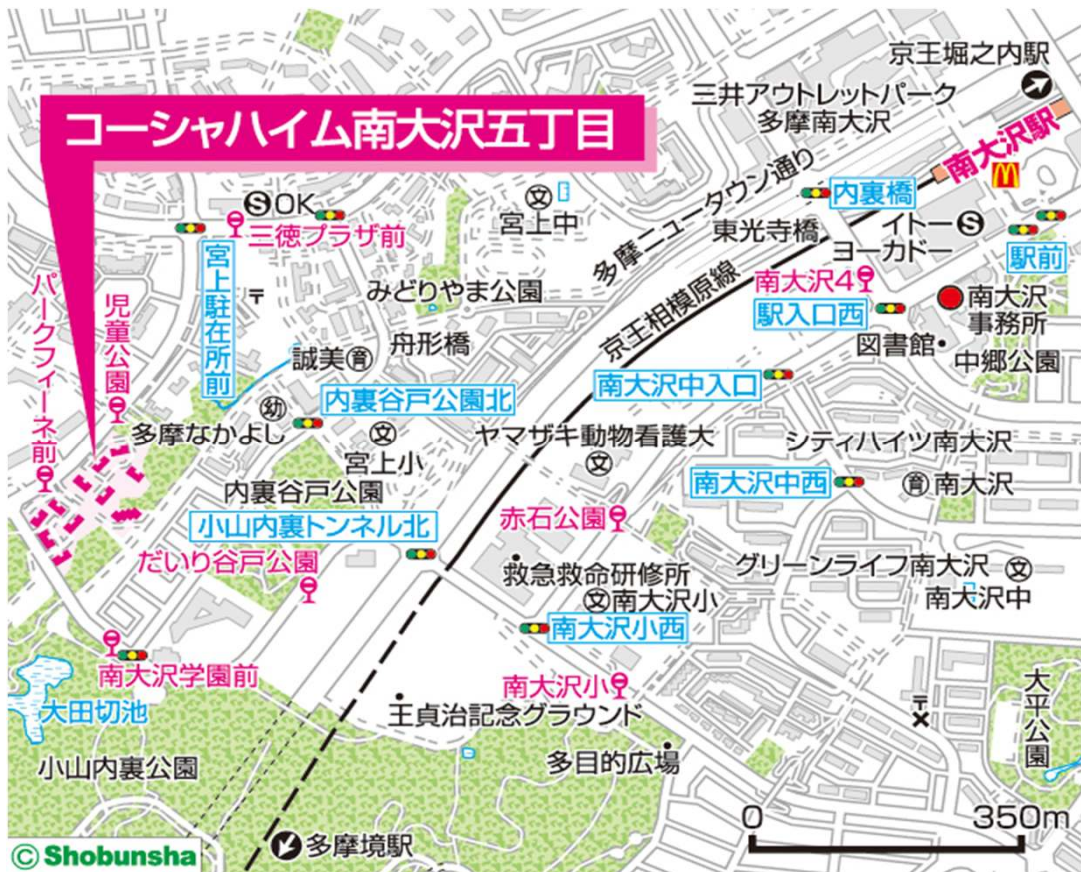 京王堀之内駅
三井アウトレットパーク
多摩南大沢
コーシャハイム南大沢五丁目
南大沢駅
内裏橋
S OK
三徳プラザ前
文
宮上中
多摩ニュータウン通り
東光寺橋
イトー S
ヨーカドー
駅前
宮上駐在所前
〒
みどりやま公園
京王相模原線
南大沢4
駅入口西
南大沢
事務所
図書館
中郷公園
パークフィーネ前
児童公園
誠美 育
舟形橋
南大沢中入口
幼
多摩なかよし
内裏谷戸公園北
文
宮上小
ヤマザキ動物看護大
文
シティハイツ南大沢
内裏谷戸公園
南大沢中西
育 南大沢
小山内裏トンネル北
赤石公園
だいり谷戸公園
救急救命研修所
文 南大沢小
グリーンライフ南大沢
文
南大沢中
南大沢小西
南大沢学園前
南大沢小
大田切池
王貞治記念グラウンド
〒
大平公園
小山内裏公園
多目的広場
0 350m
多摩境駅
© Shobunsha